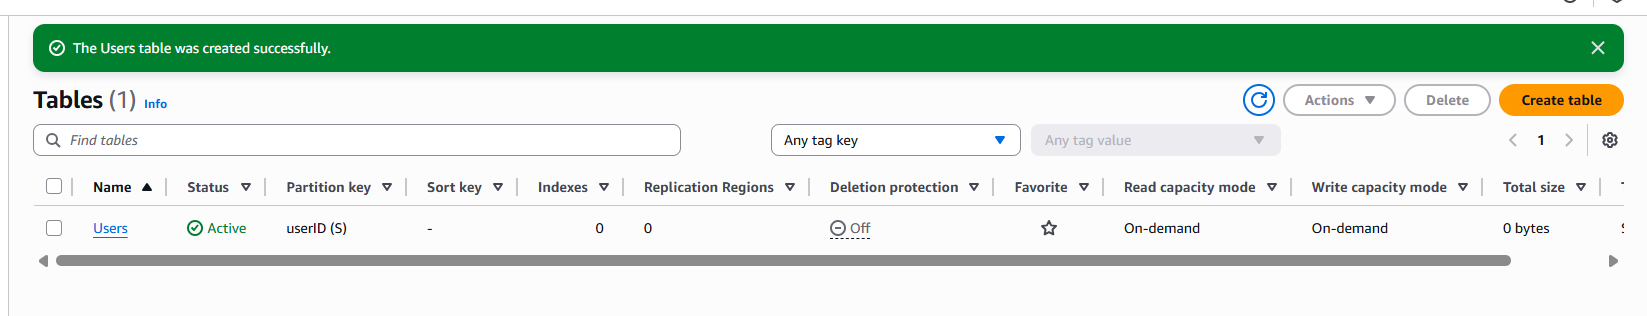 The Users table was created successfully.
Tables (1) Info
Actions
Delete
Create table
Find tables
Any tag key
Any tag value
1
Name Status Partition key Sort key Indexes Replication Regions Deletion protection Favorite Read capacity mode Write capacity mode Total size
Users Active userID (S) - 0 0 Off On-demand On-demand 0 bytes